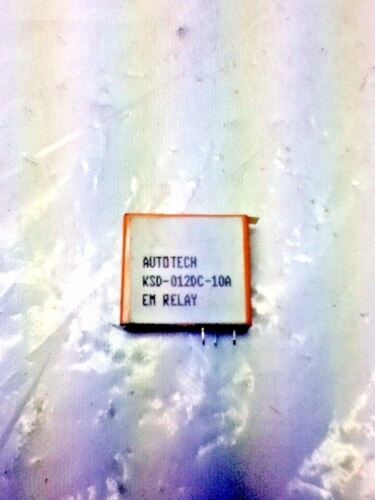 AUTOTECH
KSD-012DC-10A
EM RELAY